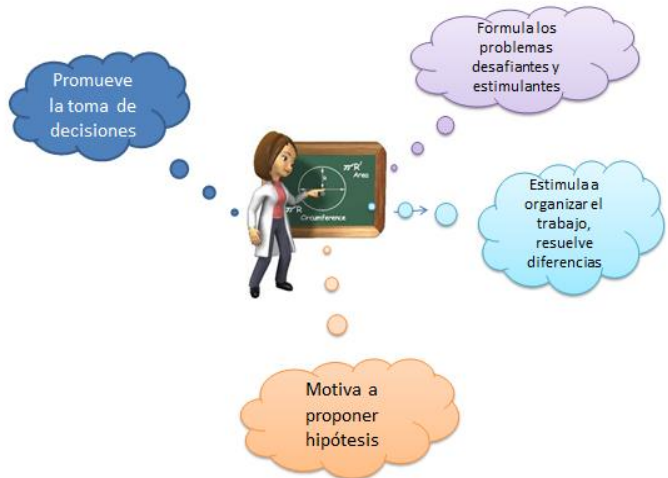 Promueve
la toma de
decisiones
Formula los
problemas
desafiantes y
estimulantes
Estimula a
organizar el
trabajo,
resuelve
diferencias
Motiva a
proponer
hipótesis
Area
Circumference